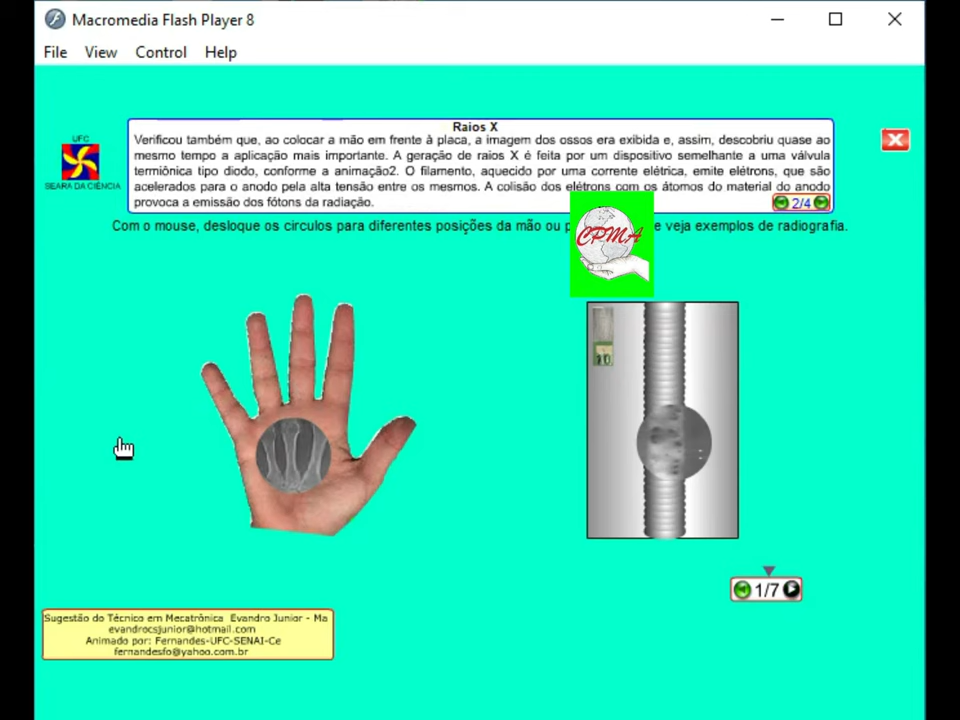 Macromedia Flash Player 8
File View Control Help
Raios X
Verificou também que, ao colocar a mão em frente à placa, a imagem dos ossos era exibida e, assim, descobriu quase ao
mesmo tempo a aplicação mais importante. A geração de raios X é feita por um dispositivo semelhante a uma válvula
termiônica tipo diodo, conforme a animação2. O filamento, aquecido por uma corrente elétrica, emite elétrons, que são
acelerados para o anodo pela alta tensão entre os mesmos. A colisão dos elétrons com os átomos do material do anodo
provoca a emissão dos fótons da radiação.
2/4
UFC
SEARA DA CIÊNCIA
Com o mouse, desloque os circulos para diferentes posições da mão ou p e veja exemplos de radiografia.
CPMA
1/7
Sugestão do Técnico em Mecatrônica Evandro Junior - Ma
evandrocsjunior@hotmail.com
Animado por: Fernandes-UFC-SENAI-Ce
fernandesfo@yahoo.com.br